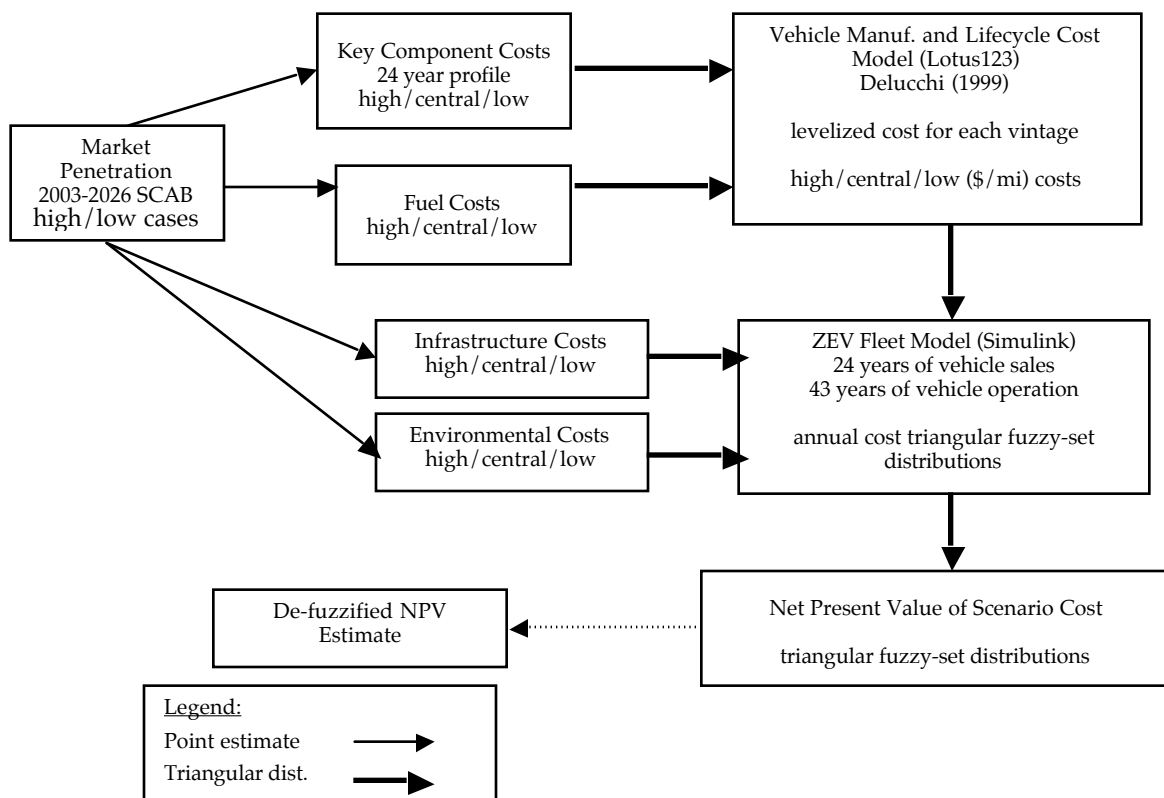 Key Component Costs
24 year profile
high/central/low
Vehicle Manuf. and Lifecycle Cost
Model (Lotus123)
Delucchi (1999)
levelized cost for each vintage
high/central/low ($/mi) costs
Market
Penetration
2003-2026 SCAB
high/low cases
Fuel Costs
high/central/low
Infrastructure Costs
high/central/low
Environmental Costs
high/central/low
ZEV Fleet Model (Simulink)
24 years of vehicle sales
43 years of vehicle operation
annual cost triangular fuzzy-set
distributions
De-fuzzified NPV
Estimate
Net Present Value of Scenario Cost
triangular fuzzy-set distributions
Legend:
Point estimate
Triangular dist.